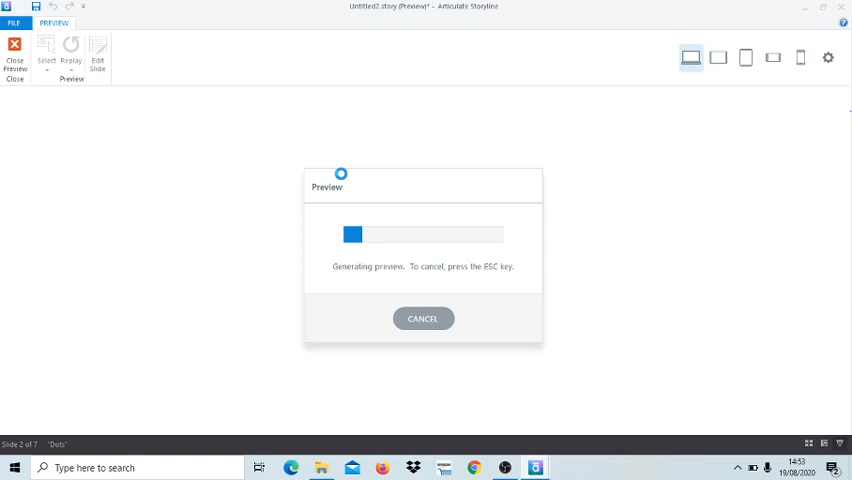 Untitled2.story (Preview)* - Articulate Storyline
FILE PREVIEW
Close Preview
Select
Replay
Edit Slide
Close
Preview
Preview
Generating preview. To cancel, press the ESC key.
CANCEL
Slide 2 of 7 "Dots"
Type here to search
14:53
19/08/2020
2